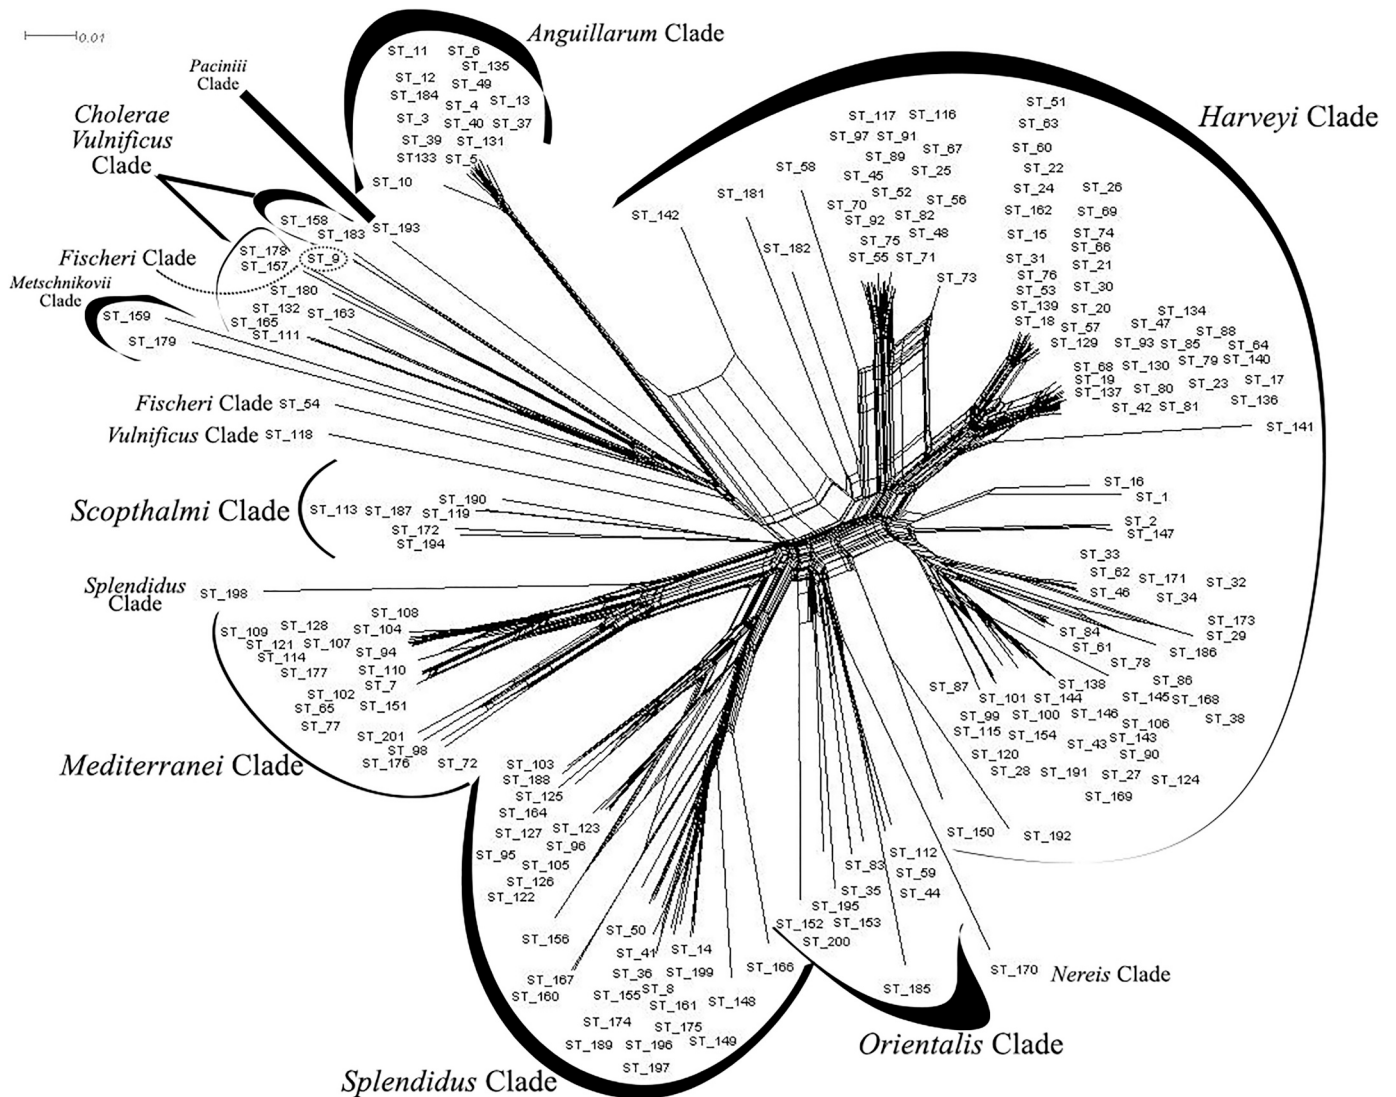 0.01
Anguillarum Clade
ST_11 ST_6
ST_135
ST_12 ST_49
ST_184 ST_4 ST_13
ST_3 ST_40 ST_37
ST_39 ST_131
ST133 ST_5
ST_10
Paciniii
Clade
Cholerae
Vulnificus
Clade
ST_158
ST_183 ST_193
ST_178
ST_157 ST_9
Fischeri Clade
Metschnikovii
Clade
ST_180
ST_132 ST_163
ST_165
ST_111
ST_159
ST_179
Fischeri Clade ST_54
Vulnificus Clade ST_118
Scopthalmi Clade
ST_190
ST_113 ST_187 ST_119
ST_172
ST_194
Splendidus
Clade
ST_198
ST_108
ST_109 ST_128 ST_104
ST_121 ST_107
ST_114 ST_94
ST_177 ST_110
ST_7
ST_102
ST_65 ST_151
ST_77
ST_201
ST_98
ST_176 ST_72
Mediterranei Clade
ST_103
ST_188
ST_125
ST_164
ST_127 ST_123
ST_95 ST_96
ST_105
ST_126
ST_122
ST_156 ST_50
ST_41 ST_14
ST_167 ST_36 ST_199 ST_166
ST_160 ST_155 ST_8
ST_161 ST_148
ST_174 ST_175
ST_189 ST_196 ST_149
ST_197
Splendidus Clade
ST_83 ST_112
ST_59
ST_35 ST_44
ST_195
ST_152 ST_153
ST_200
ST_185
Orientalis Clade
ST_170 Nereis Clade
Harveyi Clade
ST_142
ST_181
ST_58
ST_182
ST_117 ST_116
ST_97 ST_91
ST_89 ST_67
ST_45 ST_25
ST_52
ST_70 ST_56
ST_92 ST_82
ST_75 ST_48
ST_55 ST_71
ST_73
ST_51
ST_63
ST_60
ST_22
ST_24 ST_26
ST_162 ST_69
ST_15 ST_74
ST_66
ST_31 ST_21
ST_76
ST_53 ST_30
ST_139 ST_20
ST_18 ST_57
ST_129
ST_134
ST_47 ST_88
ST_93 ST_85 ST_64
ST_79 ST_140
ST_68 ST_130
ST_19 ST_23 ST_17
ST_137 ST_80 ST_136
ST_42 ST_81
ST_141
ST_16
ST_1
ST_2
ST_147
ST_33
ST_62 ST_171 ST_32
ST_46 ST_34
ST_173
ST_84 ST_29
ST_61 ST_186
ST_78
ST_87 ST_138 ST_86
ST_101 ST_144 ST_145 ST_168
ST_99 ST_100 ST_146 ST_38
ST_115 ST_154 ST_106
ST_43 ST_143
ST_120 ST_90
ST_28 ST_191 ST_27 ST_124
ST_169
ST_150 ST_192